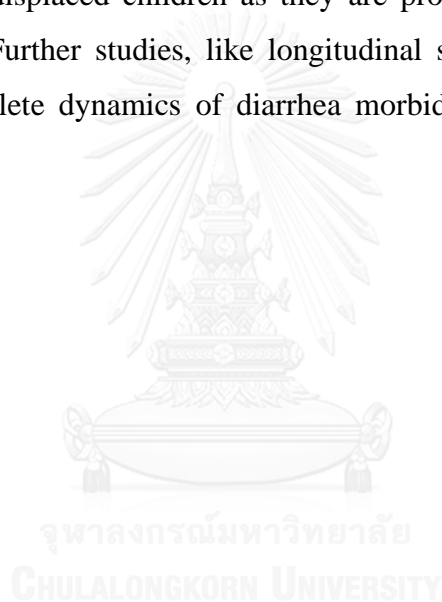 displaced children as they are pro
Further studies, like longitudinal s
lete dynamics of diarrhea morbid
จุฬาลงกรณ์มหาวิทยาลัย
CHULALONGKORN UNIVERSITY